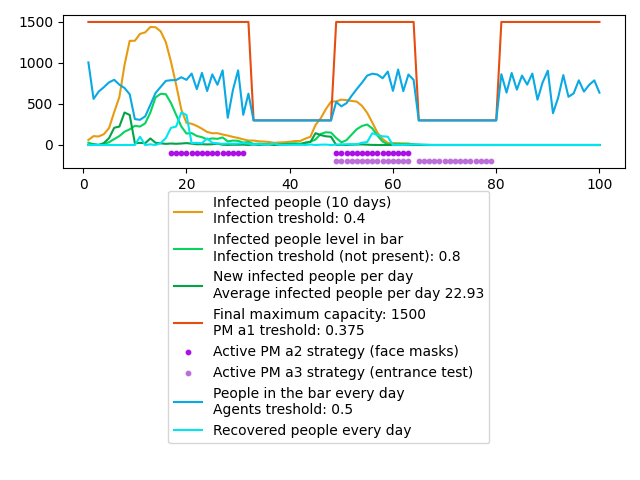 1500
1000
500
0
0
20
40
60
80
100
Infected people (10 days)
Infection treshold: 0.4
Infected people level in bar
Infection treshold (not present): 0.8
New infected people per day
Average infected people per day 22.93
Final maximum capacity: 1500
PM a1 treshold: 0.375
Active PM a2 strategy (face masks)
Active PM a3 strategy (entrance test)
People in the bar every day
Agents treshold: 0.5
Recovered people every day